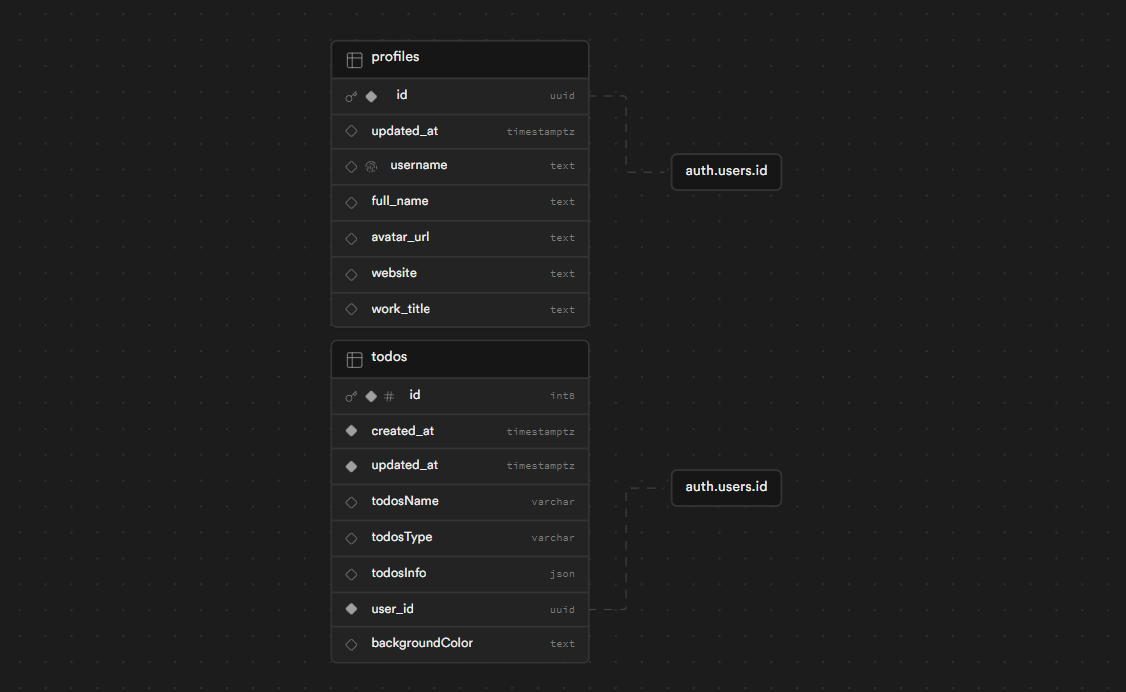 profiles
id uuid
updated_at timestamptz
username text
full_name text
avatar_url text
website text
work_title text
auth.users.id
todos
# id int8
created_at timestamptz
updated_at timestamptz
todosName varchar
todosType varchar
todosInfo json
user_id uuid
backgroundColor text
auth.users.id